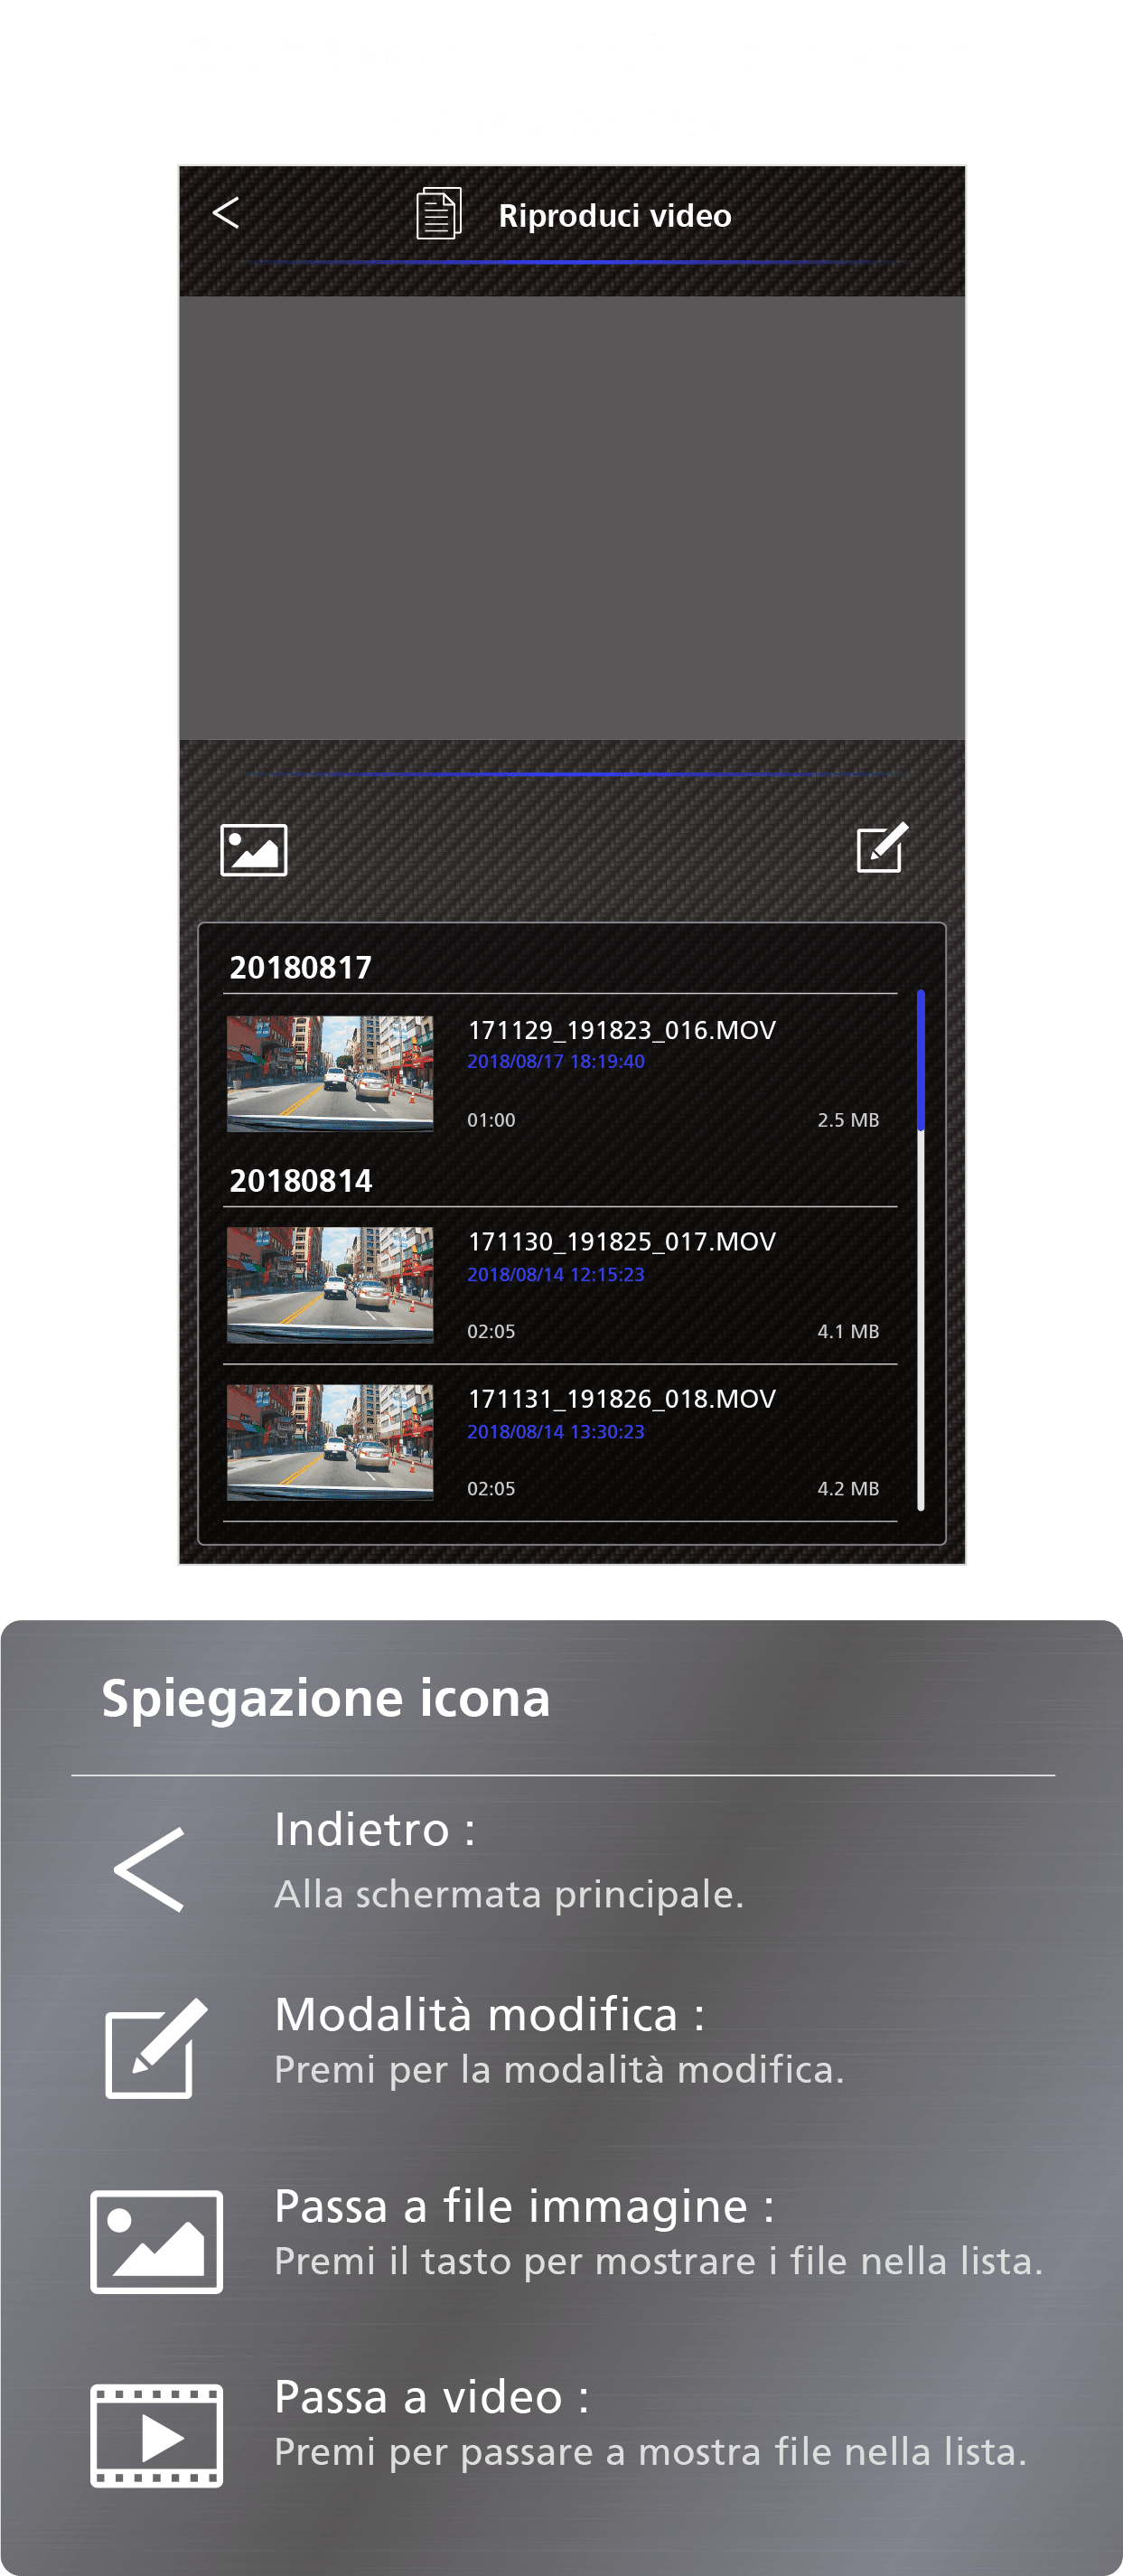 Riproduci video
20180817
171129_191823_016.MOV
2018/08/17 18:19:40
01:00 2.5 MB
20180814
171130_191825_017.MOV
2018/08/14 12:15:23
02:05 4.1 MB
171131_191826_018.MOV
2018/08/14 13:30:23
02:05 4.2 MB
Spiegazione icona
Indietro :
Alla schermata principale.
Modalità modifica :
Premi per la modalità modifica.
Passa a file immagine :
Premi il tasto per mostrare i file nella lista.
Passa a video :
Premi per passare a mostra file nella lista.